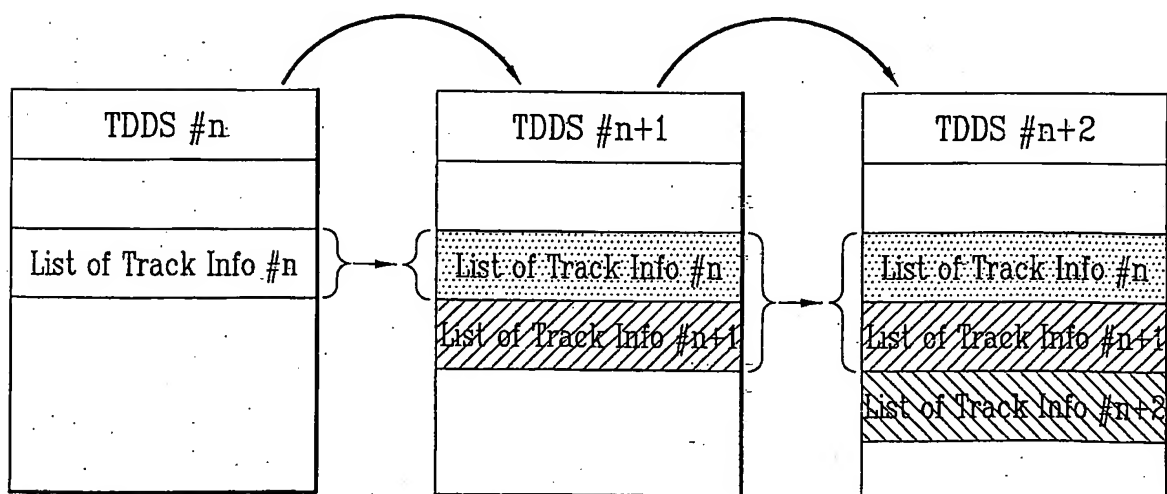 TDDS #n
List of Track Info #n
TDDS #n+1
List of Track Info #n
List of Track Info #n+1
TDDS #n+2
List of Track Info #n
List of Track Info #n+1
List of Track Info #n+2